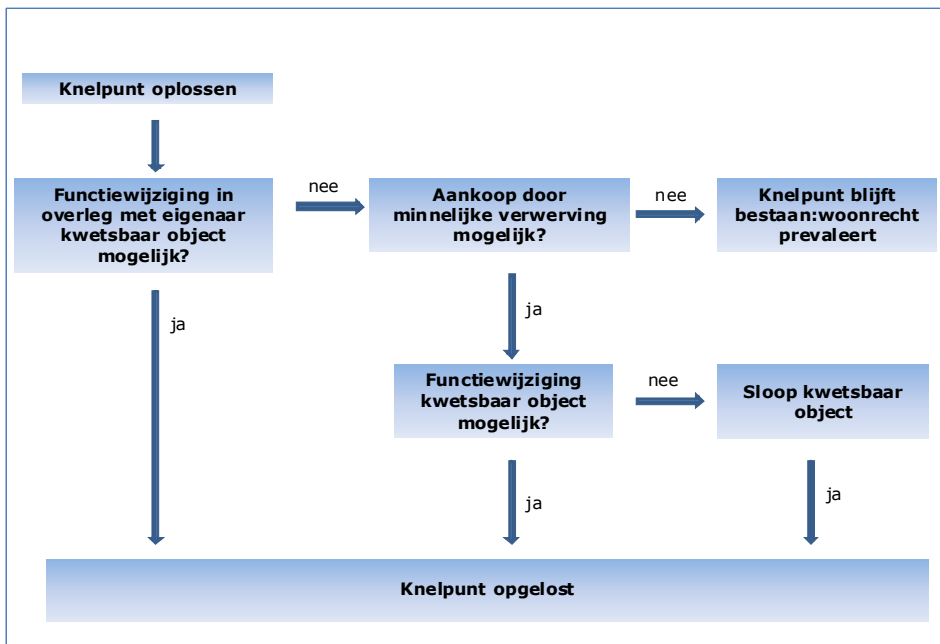 Knelpunt oplossen
Functiewijziging in
overleg met eigenaar
kwetsbaar object
mogelijk?
nee
Aankoop door
minnelijke verwerving
mogelijk?
nee
Knelpunt blijft
bestaan:woonrecht
prevaleert
ja
ja
Functiewijziging
kwetsbaar object
mogelijk?
nee
Sloop kwetsbaar
object
ja
ja
Knelpunt opgelost